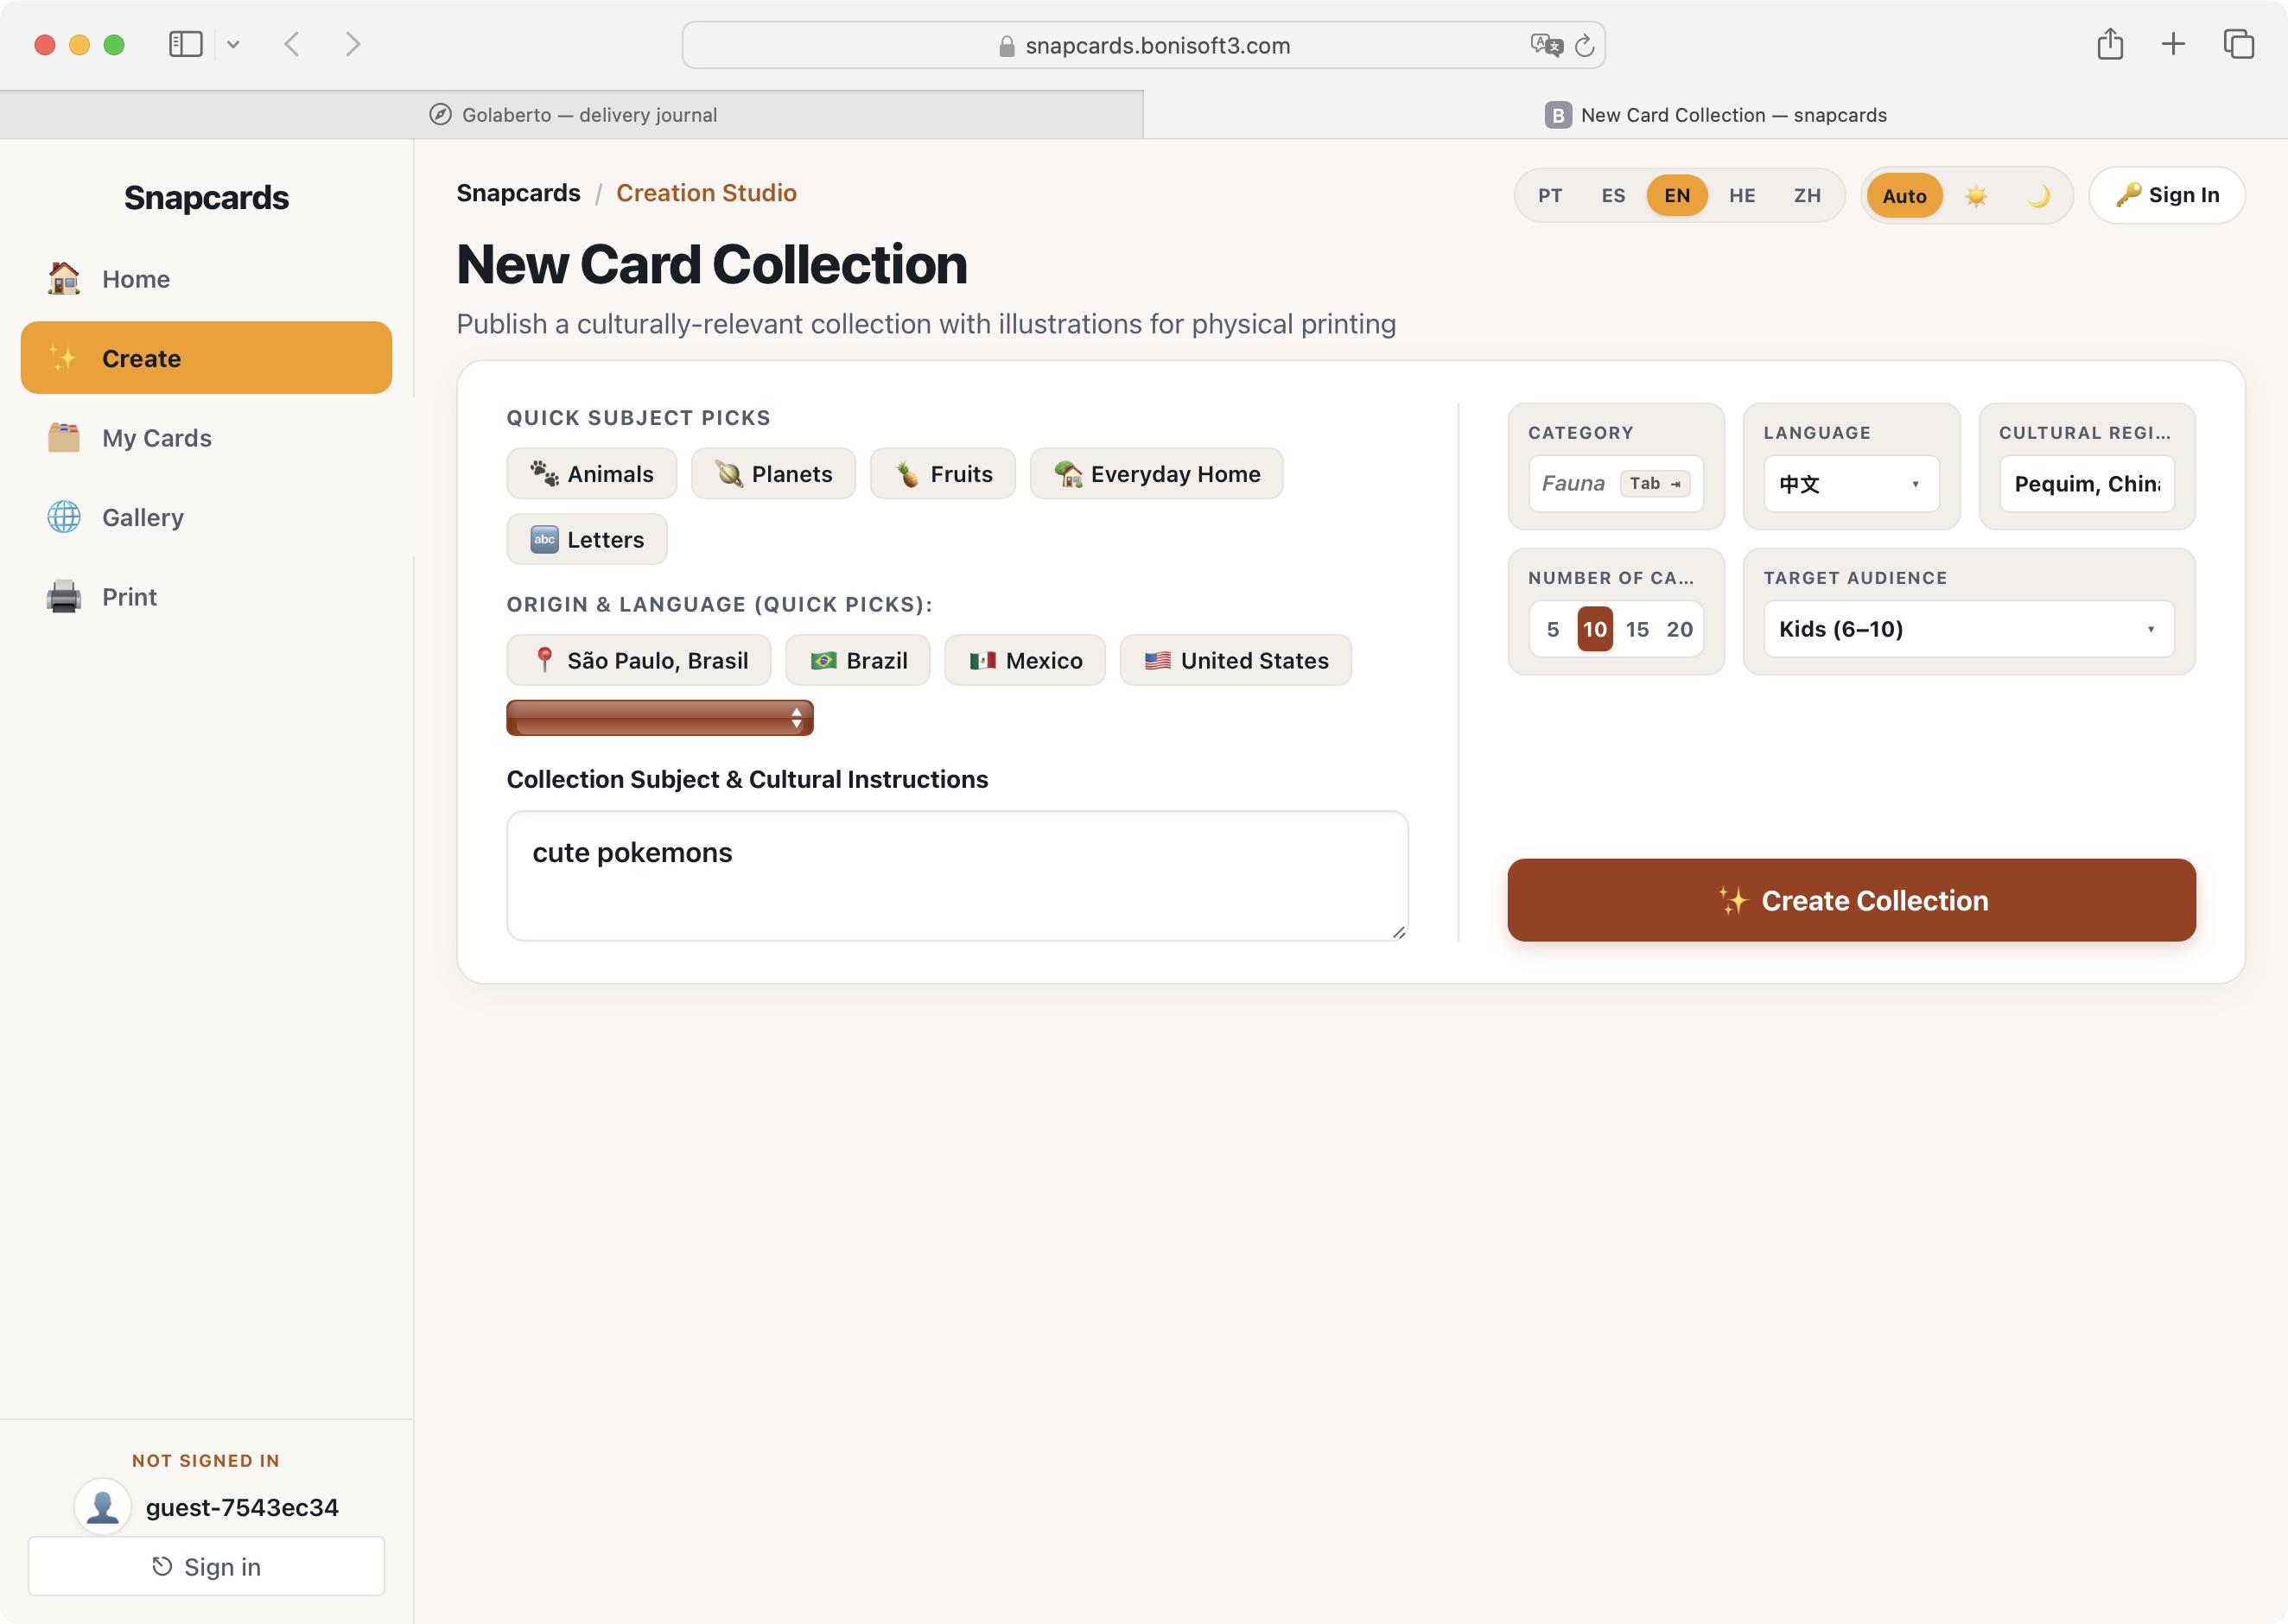 snapcards.bonisoft3.com
Golaberto — delivery journal
B New Card Collection — snapcards
Snapcards
Home
Create
My Cards
Gallery
Print
NOT SIGNED IN
guest-7543ec34
Sign in
Snapcards / Creation Studio
PT ES EN HE ZH
Auto
Sign In
New Card Collection
Publish a culturally-relevant collection with illustrations for physical printing
QUICK SUBJECT PICKS
Animals
Planets
Fruits
Everyday Home
abc Letters
ORIGIN & LANGUAGE (QUICK PICKS):
São Paulo, Brasil
Brazil
Mexico
United States
Collection Subject & Cultural Instructions
cute pokemons
CATEGORY
Fauna Tab
LANGUAGE
中文
CULTURAL REGI...
Pequim, China
NUMBER OF CA...
5 10 15 20
TARGET AUDIENCE
Kids (6–10)
Create Collection